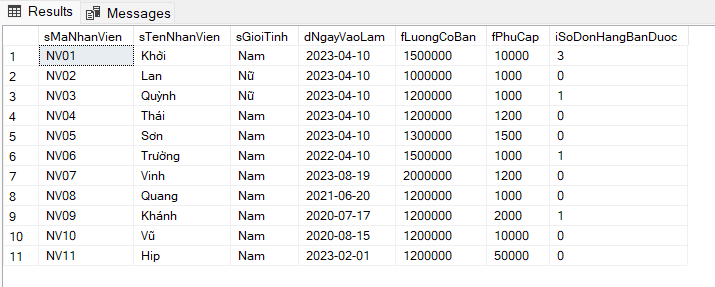 Results Messages
sMaNhanVien sTenNhanVien sGioiTinh dNgayVaoLam fLuongCoBan fPhuCap iSoDonHangBanDuoc
1 NV01 Khởi Nam 2023-04-10 1500000 10000 3
2 NV02 Lan Nữ 2023-04-10 1000000 1000 0
3 NV03 Quỳnh Nữ 2023-04-10 1200000 1000 1
4 NV04 Thái Nam 2023-04-10 1200000 1200 0
5 NV05 Sơn Nam 2023-04-10 1300000 1500 0
6 NV06 Trường Nam 2022-04-10 1500000 1000 1
7 NV07 Vinh Nam 2023-08-19 2000000 1200 0
8 NV08 Quang Nam 2021-06-20 1200000 1000 0
9 NV09 Khánh Nam 2020-07-17 1200000 2000 1
10 NV10 Vũ Nam 2020-08-15 1200000 10000 0
11 NV11 Hip Nam 2023-02-01 1200000 50000 0